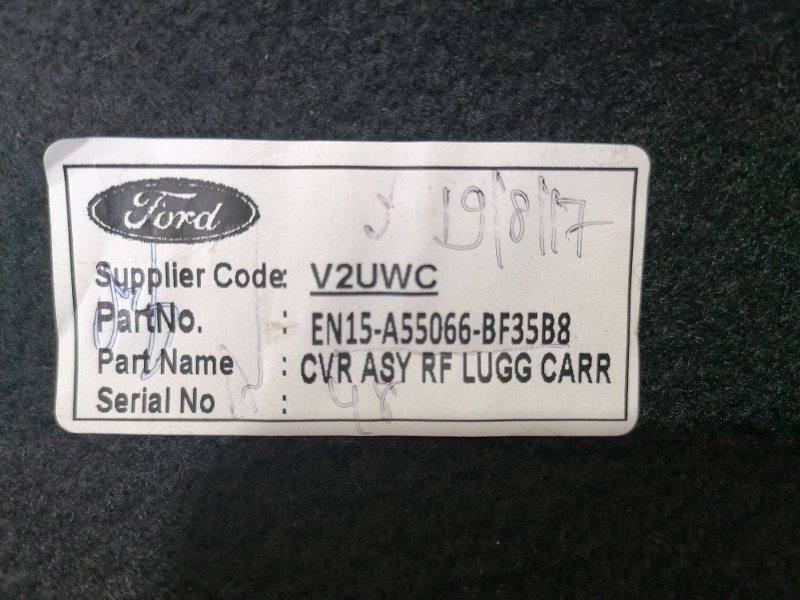 Ford
19/8/17
Supplier Code: V2UWC
PartNo. : EN15-A55066-BF35B8
Part Name : CVR ASY RF LUGG CARR
Serial No : 48